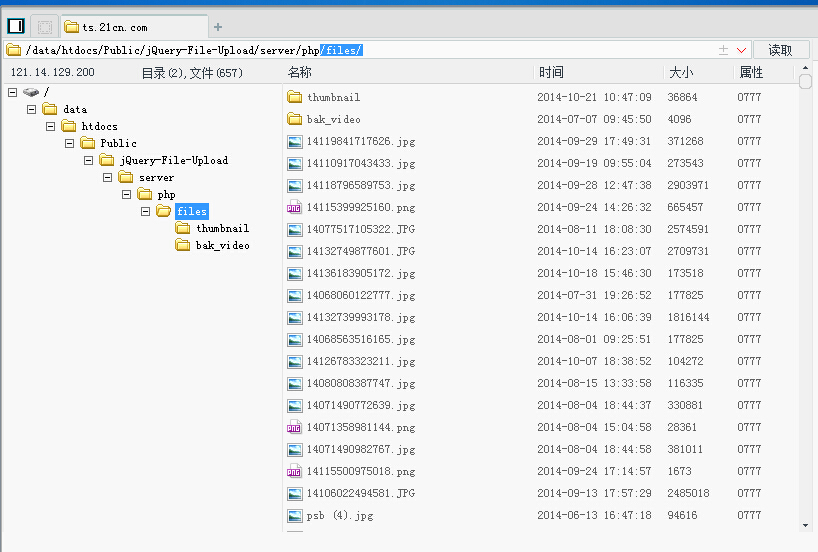 ts.21cn.com
/data/htdocs/Public/jQuery-File-Upload/server/php/files/ 读取
121.14.129.200 目录(2),文件(657) 名称 时间 大小 属性
/
data
htdocs
Public
jQuery-File-Upload
server
php
files
thumbnail
bak_video
thumbnail 2014-10-21 10:47:09 36864 0777
bak_video 2014-07-07 09:45:50 4096 0777
14119841717626.jpg 2014-09-29 17:49:31 371268 0777
14110917043433.jpg 2014-09-19 09:55:04 273543 0777
14118796589753.jpg 2014-09-28 12:47:38 2903971 0777
14115399925160.png 2014-09-24 14:26:32 665457 0777
14077517105322.JPG 2014-08-11 18:08:30 2574591 0777
14132749877601.JPG 2014-10-14 16:23:07 2709731 0777
14136183905172.jpg 2014-10-18 15:46:30 173518 0777
14068060122777.jpg 2014-07-31 19:26:52 177825 0777
14132739993178.jpg 2014-10-14 16:06:39 1816144 0777
14068563516165.jpg 2014-08-01 09:25:51 177825 0777
14126783323211.jpg 2014-10-07 18:38:52 104272 0777
14080808387747.jpg 2014-08-15 13:33:58 116335 0777
14071490772639.jpg 2014-08-04 18:44:37 330881 0777
14071358981144.png 2014-08-04 15:04:58 28361 0777
14071490982767.jpg 2014-08-04 18:44:58 381011 0777
14115500975018.png 2014-09-24 17:14:57 1673 0777
14106022494581.JPG 2014-09-13 17:57:29 2485018 0777
psb (4).jpg 2014-06-13 16:47:18 94616 0777